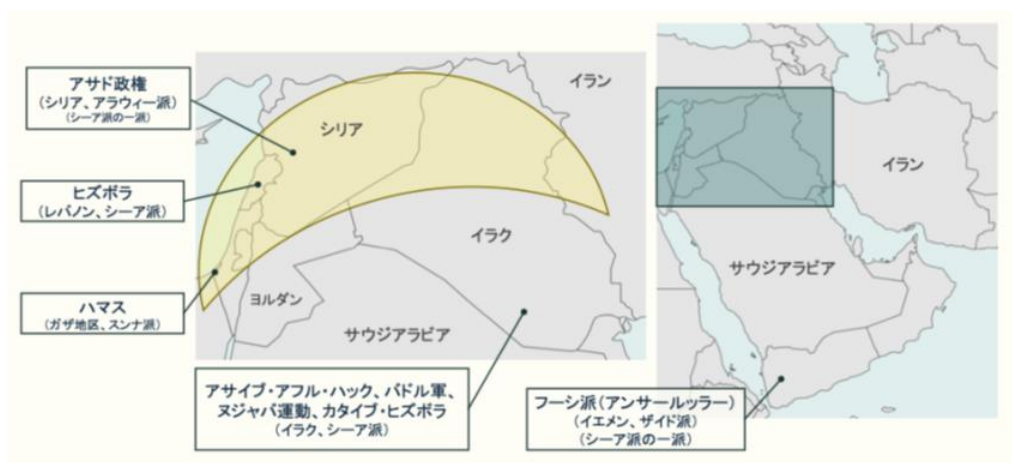 アサド政権
(シリア、アラウィー派)
(シーア派の一派)
ヒズボラ
(レバノン、シーア派)
ハマス
(ガザ地区、スンナ派)
シリア
イラン
イラク
ヨルダン
サウジアラビア
アサイブ・アフル・ハック、バドル軍、
ヌジャバ運動、カタイブ・ヒズボラ
(イラク、シーア派)
イラン
サウジアラビア
フーシ派(アンサールッラー)
(イエメン、ザイド派)
(シーア派の一派)